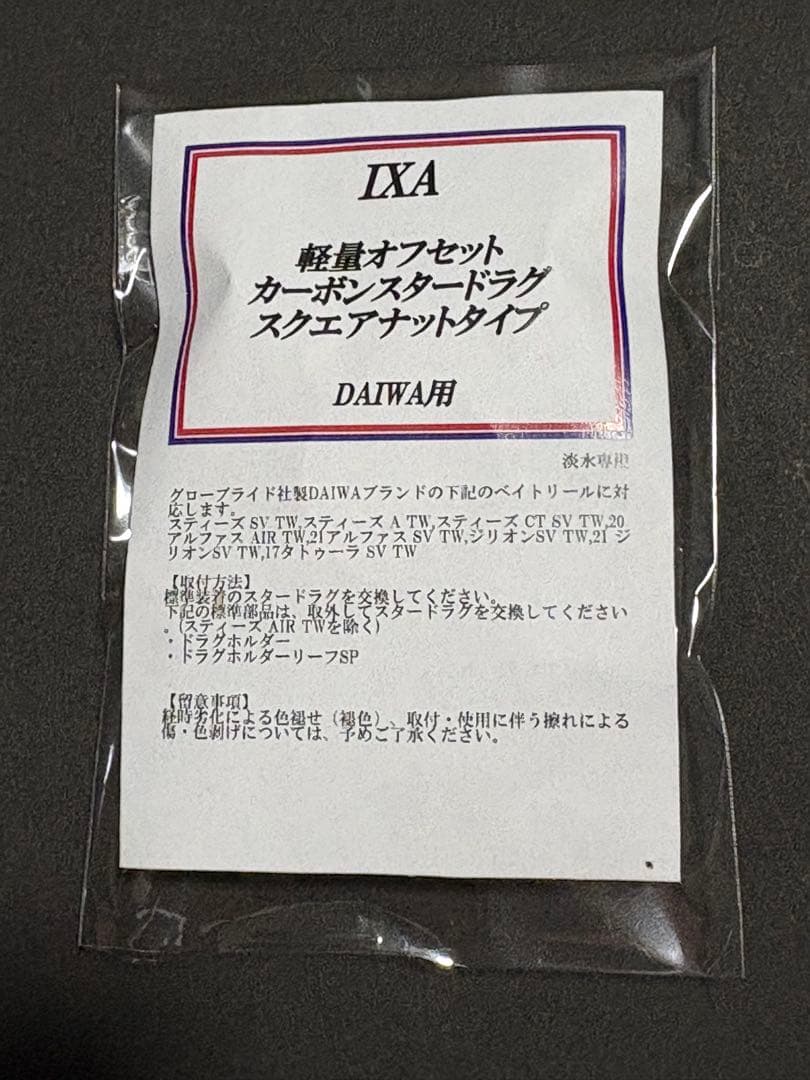 IXA
軽量オフセット
カーボンスタードラグ
スクエアナットタイプ
DAIWA用
淡水専用
グローブライド社製DAIWAブランドの下記のベイトリールに対
応します。
スティーズ SV TW,スティーズ A TW,スティーズ CT SV TW,20
アルファス AIR TW,21アルファス SV TW,ジリオンSV TW,21 ジ
リオンSV TW,17タトゥーラ SV TW
【取付方法】
標準装着のスタードラグを交換してください。
下記の標準部品は、取外してスタードラグを交換してください
。(スティーズ AIR TWを除く)
・ドラグホルダー
・ドラグホルダーリーフSP
【留意事項】
経時劣化による色褪せ（褪色）、取付・使用に伴う擦れによる
傷・色剥げについては、予めご了承ください。